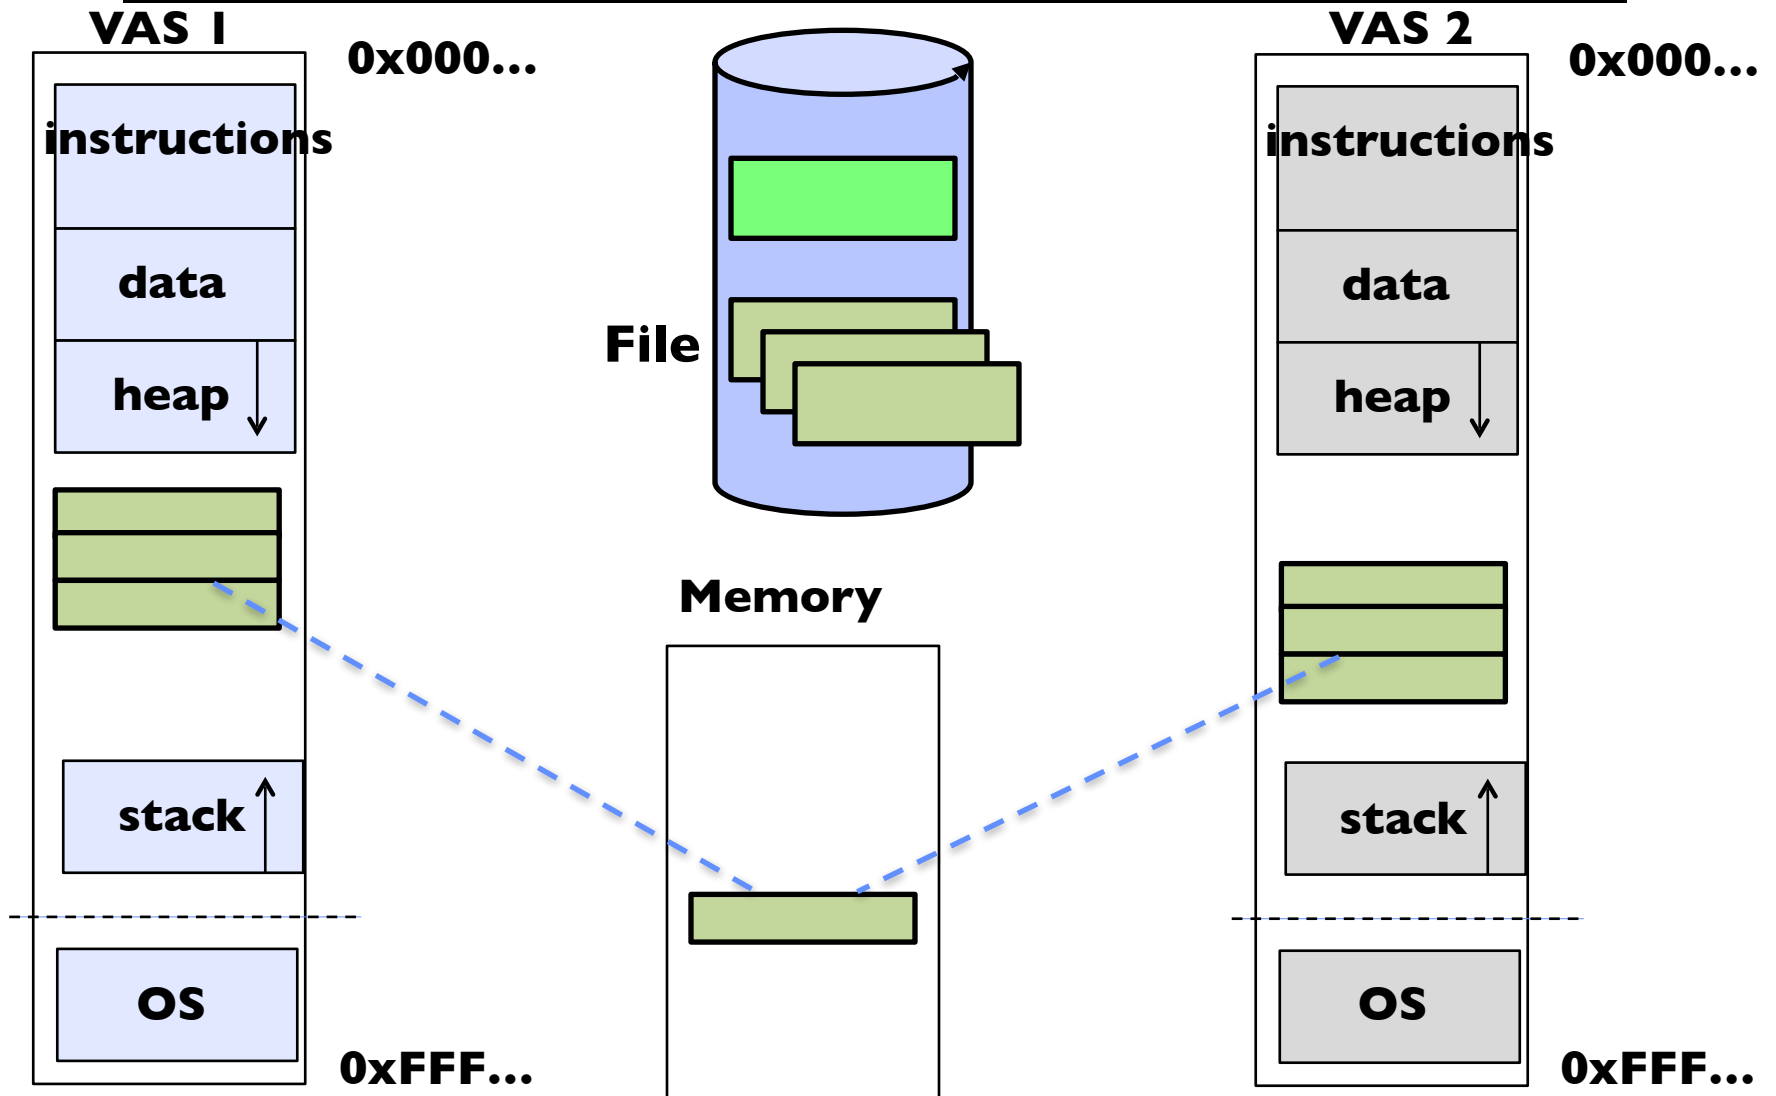 VAS 1
0x000...
instructions
data
heap
stack
OS
0xFFF...
File
Memory
VAS 2
0x000...
instructions
data
heap
stack
OS
0xFFF...